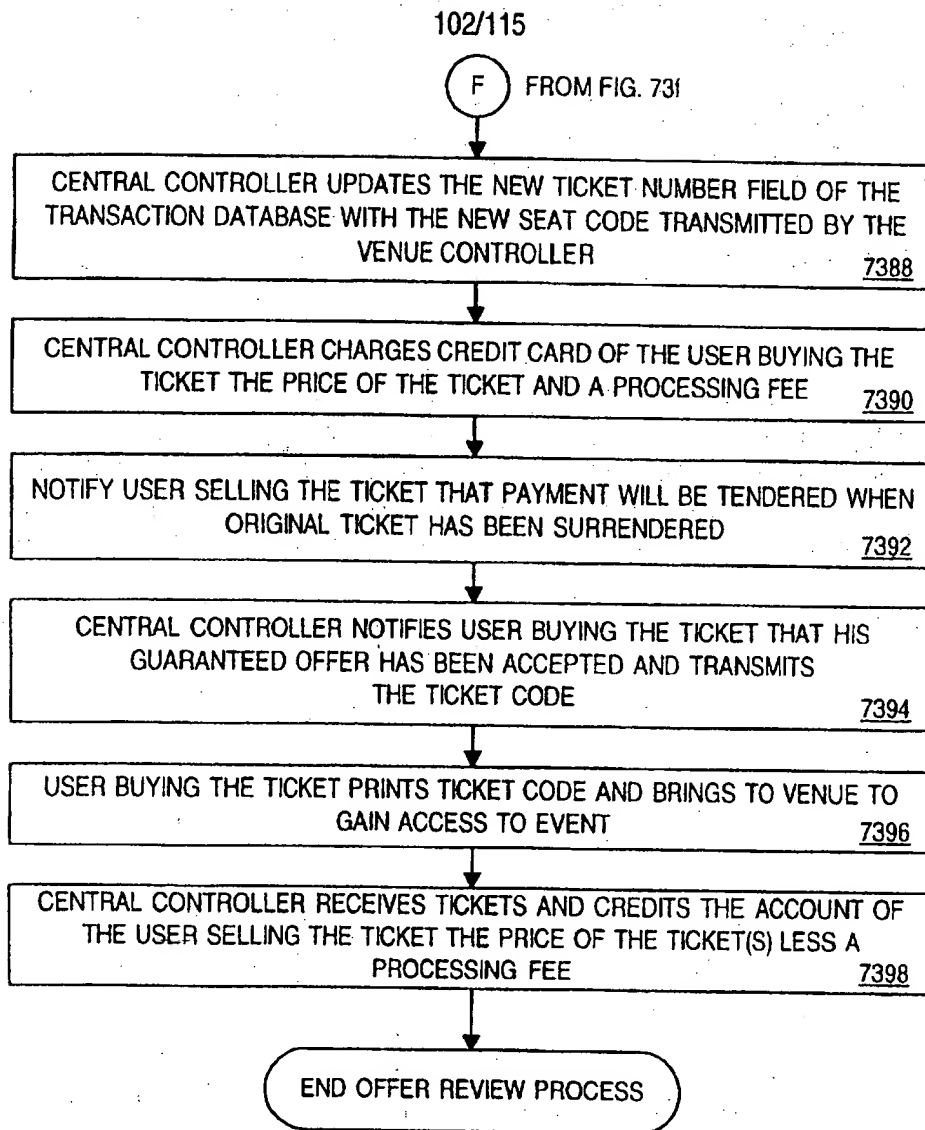 102/115
F FROM FIG. 73f
CENTRAL CONTROLLER UPDATES THE NEW TICKET NUMBER FIELD OF THE
TRANSACTION DATABASE WITH THE NEW SEAT CODE TRANSMITTED BY THE
VENUE CONTROLLER
7388
CENTRAL CONTROLLER CHARGES CREDIT CARD OF THE USER BUYING THE
TICKET THE PRICE OF THE TICKET AND A PROCESSING FEE
7390
NOTIFY USER SELLING THE TICKET THAT PAYMENT WILL BE TENDERED WHEN
ORIGINAL TICKET HAS BEEN SURRENDERED
7392
CENTRAL CONTROLLER NOTIFIES USER BUYING THE TICKET THAT HIS
GUARANTEED OFFER HAS BEEN ACCEPTED AND TRANSMITS
THE TICKET CODE
7394
USER BUYING THE TICKET PRINTS TICKET CODE AND BRINGS TO VENUE TO
GAIN ACCESS TO EVENT
7396
CENTRAL CONTROLLER RECEIVES TICKETS AND CREDITS THE ACCOUNT OF
THE USER SELLING THE TICKET THE PRICE OF THE TICKET(S) LESS A
PROCESSING FEE
7398
END OFFER REVIEW PROCESS